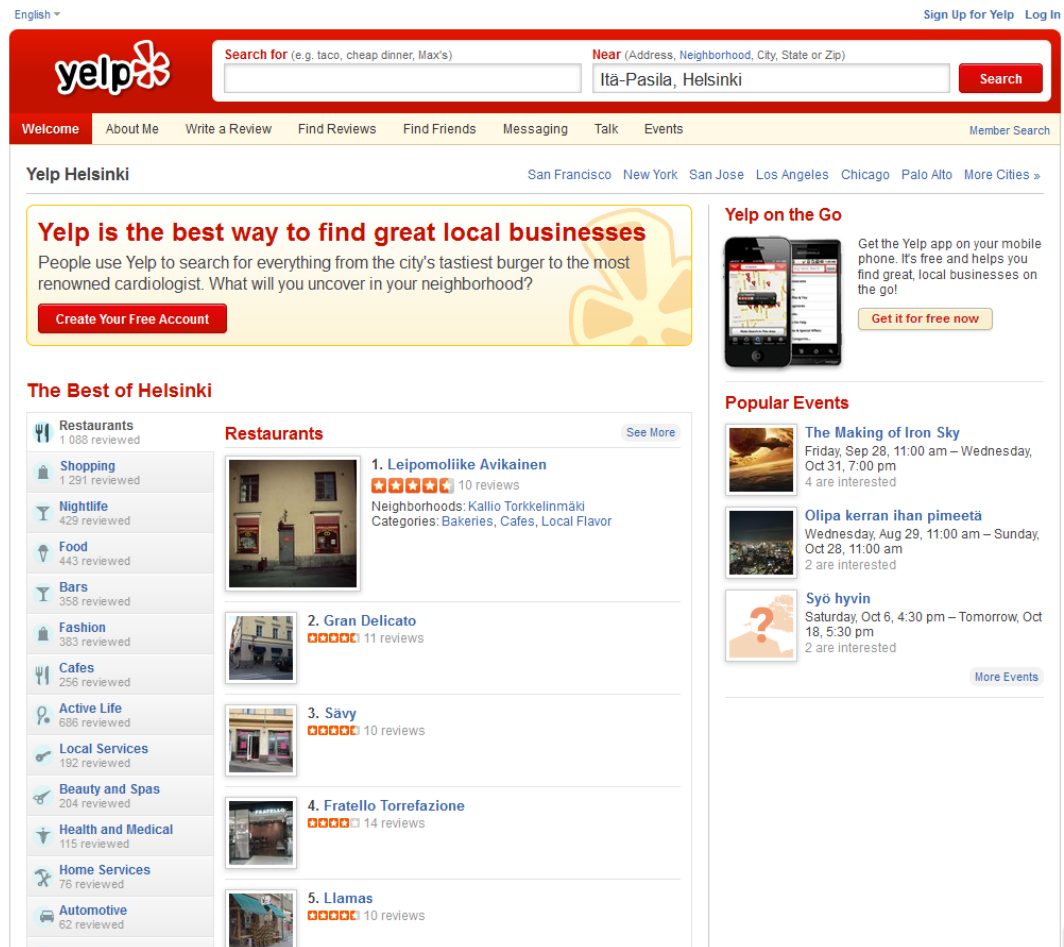 English
Sign Up for Yelp Log In
yelp
Search for (e.g. taco, cheap dinner, Max's)
Near (Address, Neighborhood, City, State or Zip)
Itä-Pasila, Helsinki
Search
Welcome About Me Write a Review Find Reviews Find Friends Messaging Talk Events Member Search
Yelp Helsinki
San Francisco New York San Jose Los Angeles Chicago Palo Alto More Cities »
Yelp is the best way to find great local businesses
People use Yelp to search for everything from the city's tastiest burger to the most
renowned cardiologist. What will you uncover in your neighborhood?
Create Your Free Account
The Best of Helsinki
Restaurants
1 088 reviewed
Shopping
1 291 reviewed
Nightlife
429 reviewed
Food
443 reviewed
Bars
358 reviewed
Fashion
383 reviewed
Cafes
256 reviewed
Active Life
686 reviewed
Local Services
192 reviewed
Beauty and Spas
204 reviewed
Health and Medical
115 reviewed
Home Services
76 reviewed
Automotive
62 reviewed
Restaurants
See More
1. Leipomoliike Avikainen
10 reviews
Neighborhoods: Kallio Torkkelinmäki
Categories: Bakeries, Cafes, Local Flavor
2. Gran Delicato
11 reviews
3. Sävy
10 reviews
4. Fratello Torrefazione
14 reviews
5. Llamas
10 reviews
Yelp on the Go
Get the Yelp app on your mobile
phone. It's free and helps you
find great, local businesses on
the go!
Get it for free now
Popular Events
The Making of Iron Sky
Friday, Sep 28, 11:00 am – Wednesday,
Oct 31, 7:00 pm
4 are interested
Olipa kerran ihan pimeetä
Wednesday, Aug 29, 11:00 am – Sunday,
Oct 28, 11:00 am
2 are interested
Syö hyvin
Saturday, Oct 6, 4:30 pm – Tomorrow, Oct
18, 5:30 pm
2 are interested
More Events